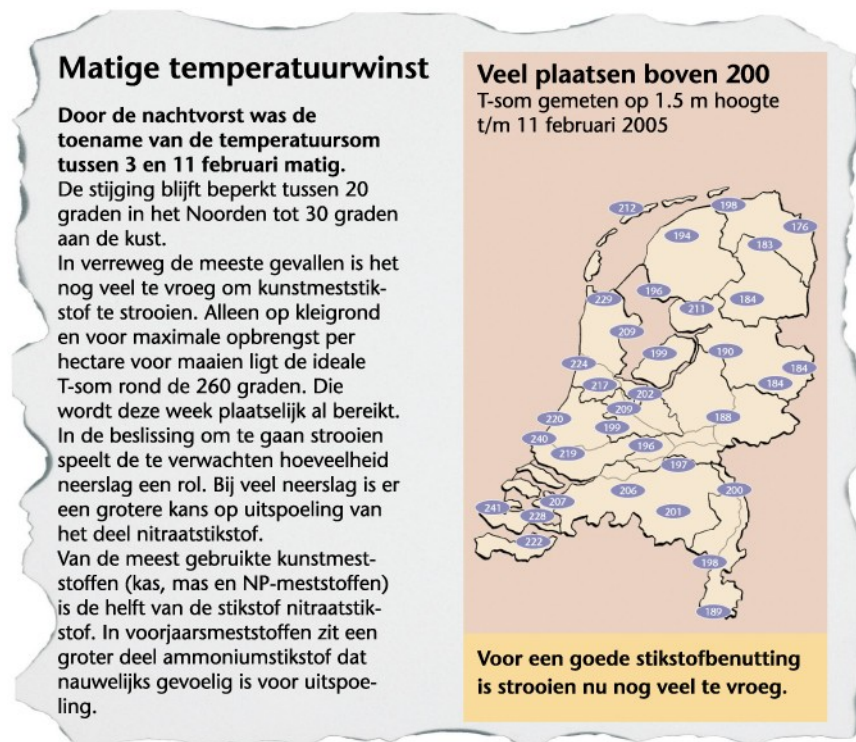 Matige temperatuurwinst
Door de nachtvorst was de
toename van de temperatuursom
tussen 3 en 11 februari matig.
De stijging blijft beperkt tussen 20
graden in het Noorden tot 30 graden
aan de kust.
In verreweg de meeste gevallen is het
nog veel te vroeg om kunstmeststik-
stof te strooien. Alleen op kleigrond
en voor maximale opbrengst per
hectare voor maaien ligt de ideale
T-som rond de 260 graden. Die
wordt deze week plaatselijk al bereikt.
In de beslissing om te gaan strooien
speelt de te verwachten hoeveelheid
neerslag een rol. Bij veel neerslag is er
een grotere kans op uitspoeling van
het deel nitraatstikstof.
Van de meest gebruikte kunstmest-
stoffen (kas, mas en NP-meststoffen)
is de helft van de stikstof nitraatstik-
stof. In voorjaarsmeststoffen zit een
groter deel ammoniumstikstof dat
nauwelijks gevoelig is voor uitspoe-
ling.
Veel plaatsen boven 200
T-som gemeten op 1.5 m hoogte
t/m 11 februari 2005
212
198
194
176
183
196
229
211
184
209
199
190
224
184
217
184
202
209
220
188
199
240
196
219
197
206
200
207
241
201
228
222
198
189
Voor een goede stikstofbenutting
is strooien nu nog veel te vroeg.